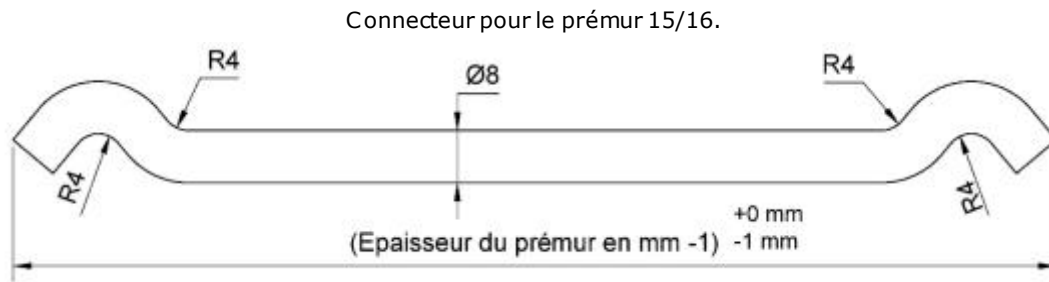 Connecteur pour le prémur 15/16.
R4
Ø8
R4
R4
R4
+0 mm
(Epaisseur du prémur en mm -1) -1 mm